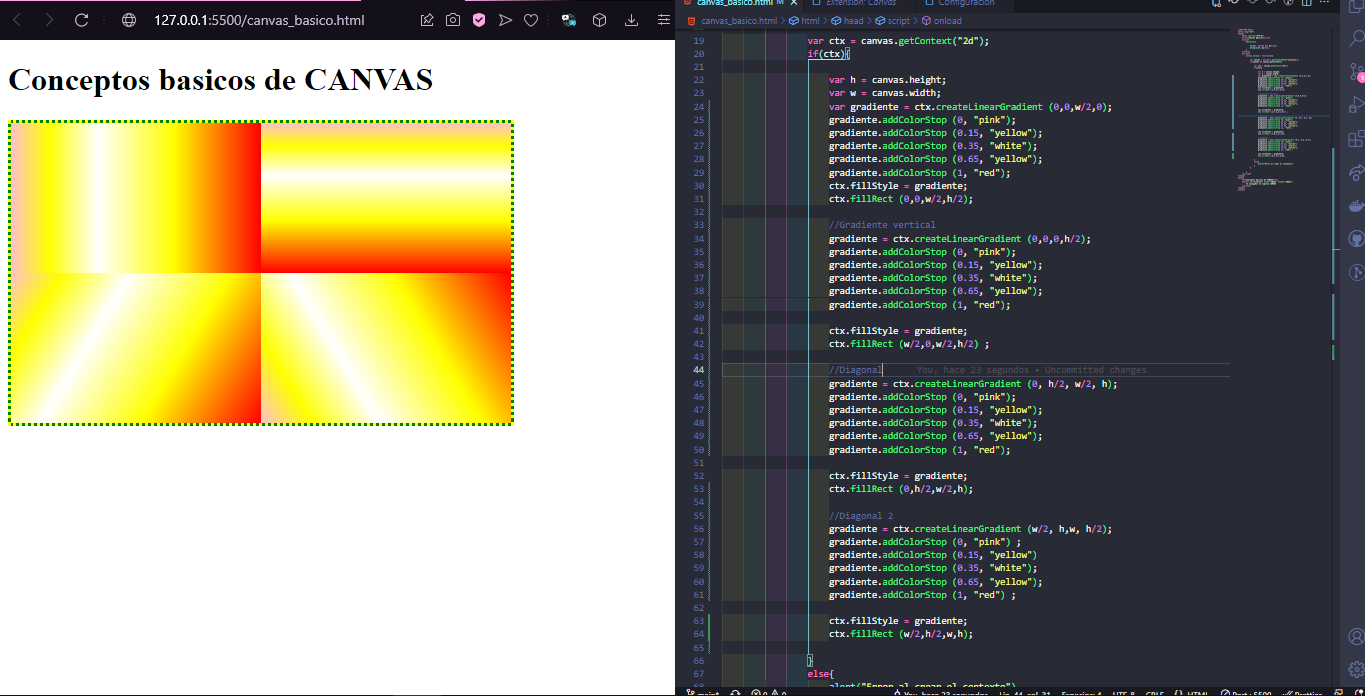 127.0.0.1:5500/canvas_basico.html
Conceptos basicos de CANVAS
canvas_basico.html M Extension: Canvas Configuración
canvas_basico.html > html > head > script > onload
19 var ctx = canvas.getContext("2d");
20 if(ctx){
21
22 var h = canvas.height;
23 var w = canvas.width;
24 var gradiente = ctx.createLinearGradient (0,0,w/2,0);
25 gradiente.addColorStop (0, "pink");
26 gradiente.addColorStop (0.15, "yellow");
27 gradiente.addColorStop (0.35, "white");
28 gradiente.addColorStop (0.65, "yellow");
29 gradiente.addColorStop (1, "red");
30 ctx.fillStyle = gradiente;
31 ctx.fillRect (0,0,w/2,h/2);
32
33 //Gradiente vertical
34 gradiente = ctx.createLinearGradient (0,0,0,h/2);
35 gradiente.addColorStop (0, "pink");
36 gradiente.addColorStop (0.15, "yellow");
37 gradiente.addColorStop (0.35, "white");
38 gradiente.addColorStop (0.65, "yellow");
39 gradiente.addColorStop (1, "red");
40
41 ctx.fillStyle = gradiente;
42 ctx.fillRect (w/2,0,w/2,h/2) ;
43
44 //Diagonal You, hace 23 segundos • Uncommitted changes
45 gradiente = ctx.createLinearGradient (0, h/2, w/2, h);
46 gradiente.addColorStop (0, "pink");
47 gradiente.addColorStop (0.15, "yellow");
48 gradiente.addColorStop (0.35, "white");
49 gradiente.addColorStop (0.65, "yellow");
50 gradiente.addColorStop (1, "red");
51
52 ctx.fillStyle = gradiente;
53 ctx.fillRect (0,h/2,w/2,h);
54
55 //Diagonal 2
56 gradiente = ctx.createLinearGradient (w/2, h,w, h/2);
57 gradiente.addColorStop (0, "pink") ;
58 gradiente.addColorStop (0.15, "yellow")
59 gradiente.addColorStop (0.35, "white");
60 gradiente.addColorStop (0.65, "yellow");
61 gradiente.addColorStop (1, "red") ;
62
63 ctx.fillStyle = gradiente;
64 ctx.fillRect (w/2,h/2,w,h);
65
66 }
67 else{
68 alert("Error al crear el contexto")
main* 0 0 You, hace 23 segundos Ln 44, col 31 Espacios: 4 UTF-8 CRLF HTML Port : 5500 Prettier